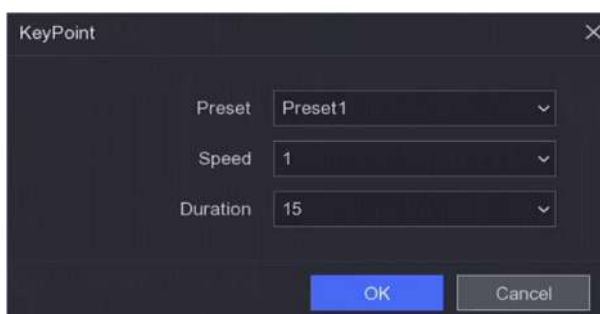 KeyPoint
Preset Preset1
Speed 1
Duration 15
OK Cancel